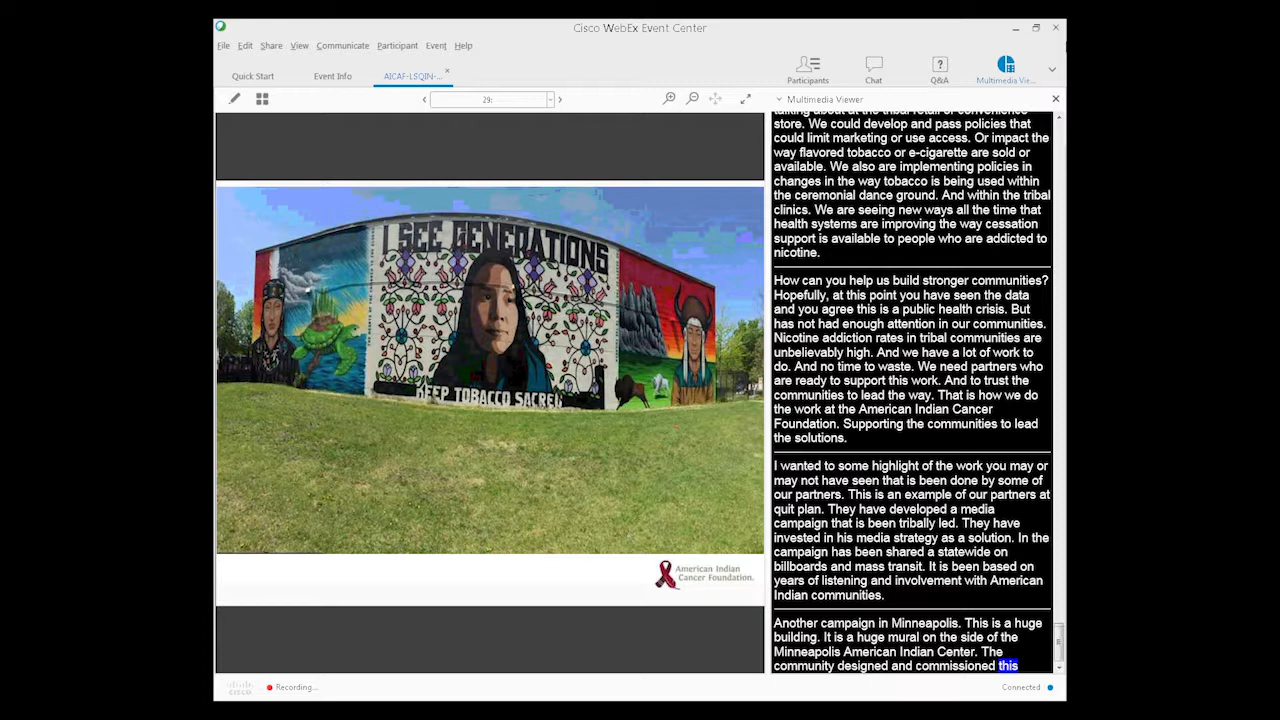 Cisco WebEx Event Center
File Edit Share View Communicate Participant Event Help
Quick Start Event Info AICAF-LSQIN-...
Participants Chat Q&A Multimedia Vie...
29:
Multimedia Viewer
talking about at the tribal retail or convenience
store. We could develop and pass policies that
could limit marketing or use access. Or impact the
way flavored tobacco or e-cigarette are sold or
available. We also are implementing policies in
changes in the way tobacco is being used within
the ceremonial dance ground. And within the tribal
clinics. We are seeing new ways all the time that
health systems are improving the way cessation
support is available to people who are addicted to
nicotine.
How can you help us build stronger communities?
Hopefully, at this point you have seen the data
and you agree this is a public health crisis. But
has not had enough attention in our communities.
Nicotine addiction rates in tribal communities are
unbelievably high. And we have a lot of work to
do. And no time to waste. We need partners who
are ready to support this work. And to trust the
communities to lead the way. That is how we do
the work at the American Indian Cancer
Foundation. Supporting the communities to lead
the solutions.
I wanted to some highlight of the work you may or
may not have seen that is been done by some of
our partners. This is an example of our partners at
quit plan. They have developed a media
campaign that is been tribally led. They have
invested in his media strategy as a solution. In the
campaign has been shared a statewide on
billboards and mass transit. It is been based on
years of listening and involvement with American
Indian communities.
Another campaign in Minneapolis. This is a huge
building. It is a huge mural on the side of the
Minneapolis American Indian Center. The
community designed and commissioned this
I SEE GENERATIONS
KEEP TOBACCO SACRED
American Indian
Cancer Foundation.
cisco
Recording...
Connected